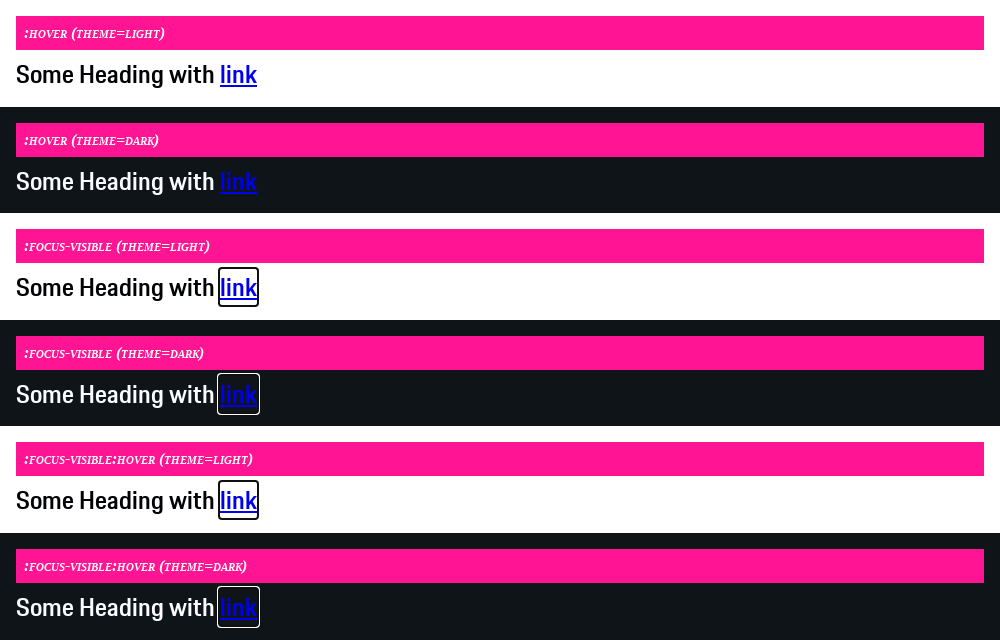 :hover (theme=light)
Some Heading with link
:hover (theme=dark)
Some Heading with link
:focus-visible (theme=light)
Some Heading with link
:focus-visible (theme=dark)
Some Heading with link
:focus-visible:hover (theme=light)
Some Heading with link
:focus-visible:hover (theme=dark)
Some Heading with link